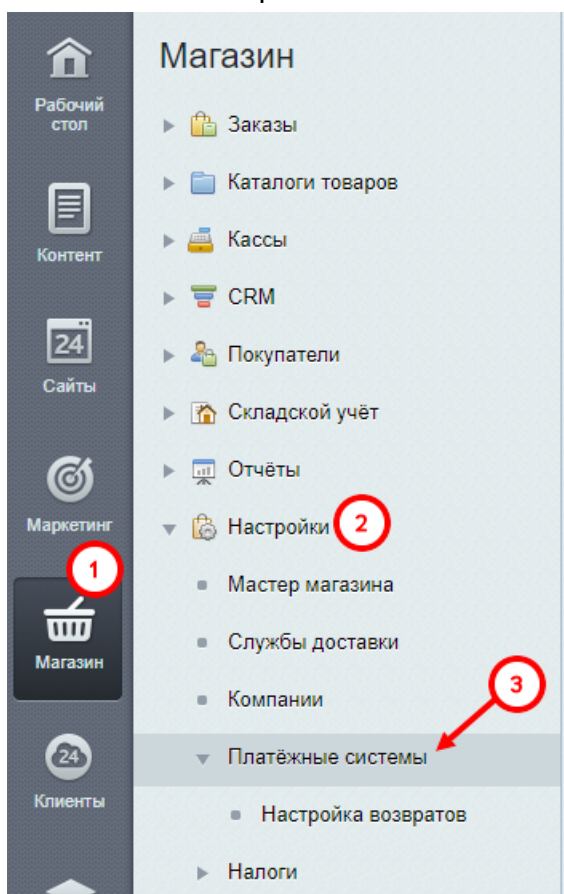 Рабочий
стол
Контент
24
Сайты
Маркетинг
1
Магазин
24
Клиенты
Магазин
Заказы
Каталоги товаров
Кассы
CRM
Покупатели
Складской учёт
Отчёты
Настройки 2
Мастер магазина
Службы доставки
Компании
3
Платёжные системы
Настройка возвратов
Налоги